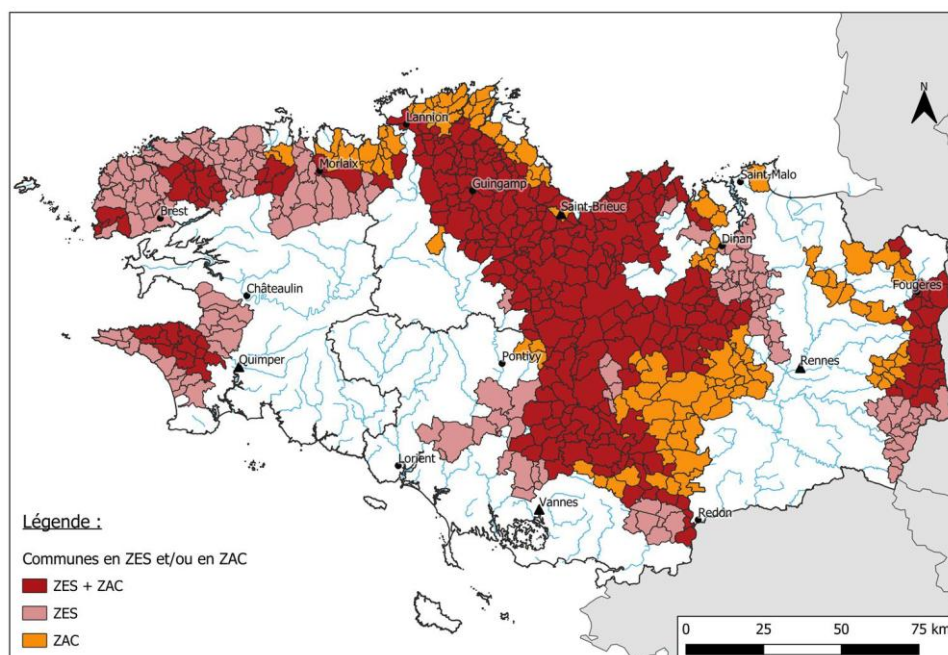 N
Lannion
Morlaix
Guingamp
Saint-Malo
Brest
Saint-Brieuc
Dinan
Fougères
Châteaulin
Quimper
Pontivy
Rennes
Lorient
Vannes
Redon
Légende :
Communes en ZES et/ou en ZAC
ZES + ZAC
ZES
ZAC
0 25 50 75 km